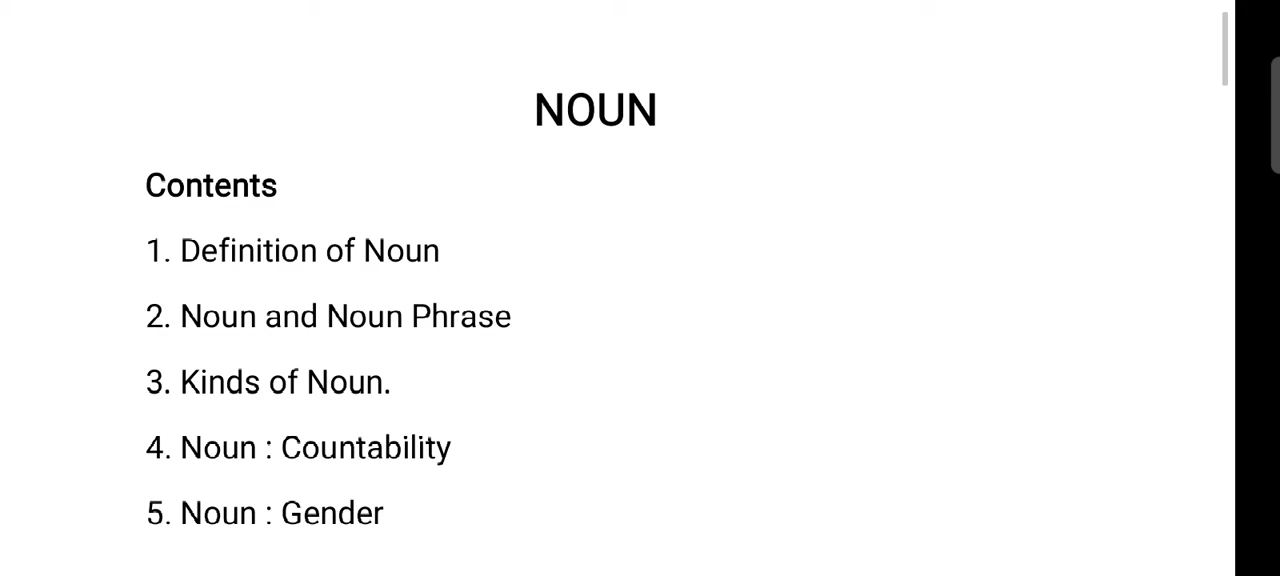 NOUN
Contents
1. Definition of Noun
2. Noun and Noun Phrase
3. Kinds of Noun.
4. Noun : Countability
5. Noun : Gender